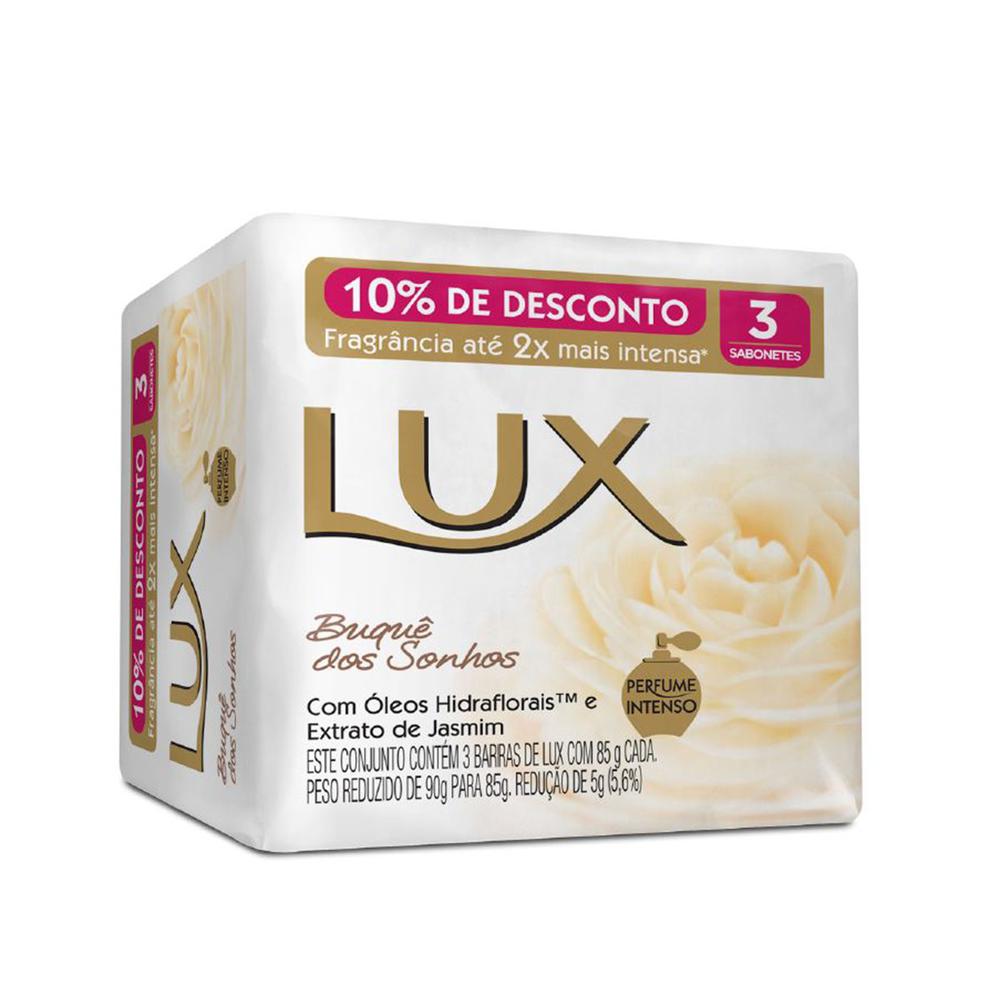 10% DE DESCONTO
Fragrância até 2x mais intensa*
3
SABONETES
LUX
Buquê
dos Sonhos
Com Óleos Hidraflorais™ e
Extrato de Jasmim
ESTE CONJUNTO CONTÉM 3 BARRAS DE LUX COM 85 g CADA.
PESO REDUZIDO DE 90g PARA 85g. REDUÇÃO DE 5g (5,6%)
PERFUME
INTENSO
10% DE DESCONTO
Fragrância até 2x mais intensa*
3
SABONETES
LUX
Buquê
dos Sonhos
PERFUME
INTENSO